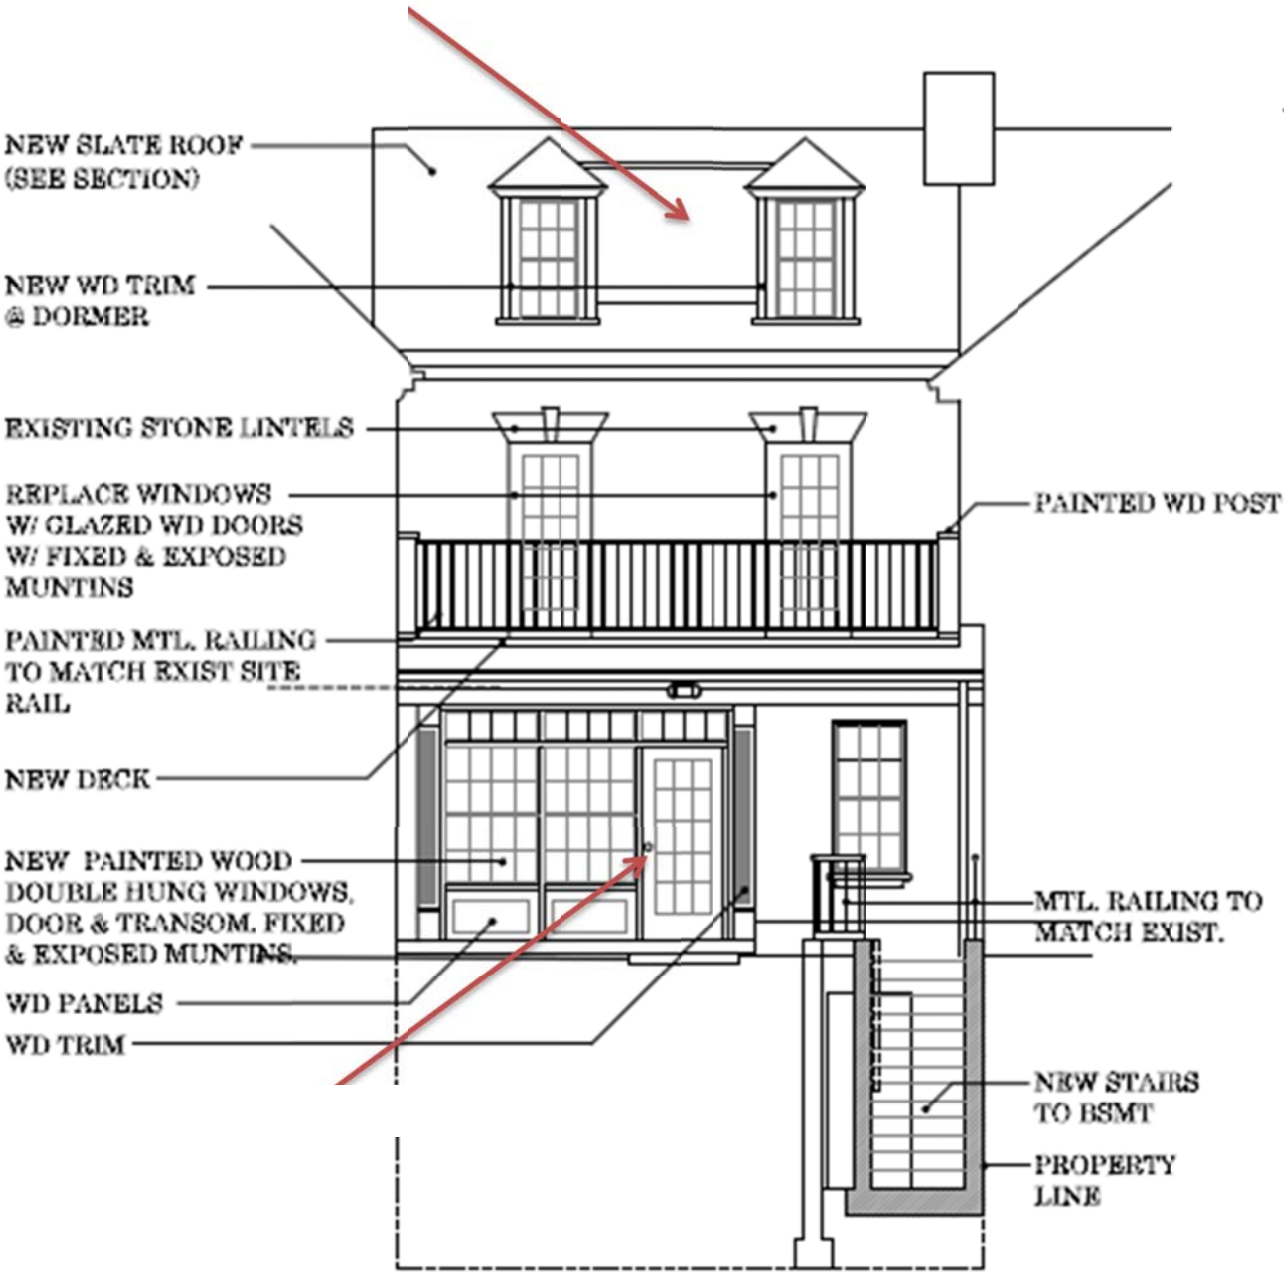 NEW SLATE ROOF
(SEE SECTION)
NEW WD TRIM
@ DORMER
EXISTING STONE LINTELS
REPLACE WINDOWS
W/ GLAZED WD DOORS
W/ FIXED & EXPOSED
MUNTINS
PAINTED MTL. RAILING
TO MATCH EXIST SITE
RAIL
NEW DECK
NEW PAINTED WOOD
DOUBLE HUNG WINDOWS,
DOOR & TRANSOM. FIXED
& EXPOSED MUNTINS.
WD PANELS
WD TRIM
PAINTED WD POST
MTL. RAILING TO
MATCH EXIST.
NEW STAIRS
TO BSMT
PROPERTY
LINE